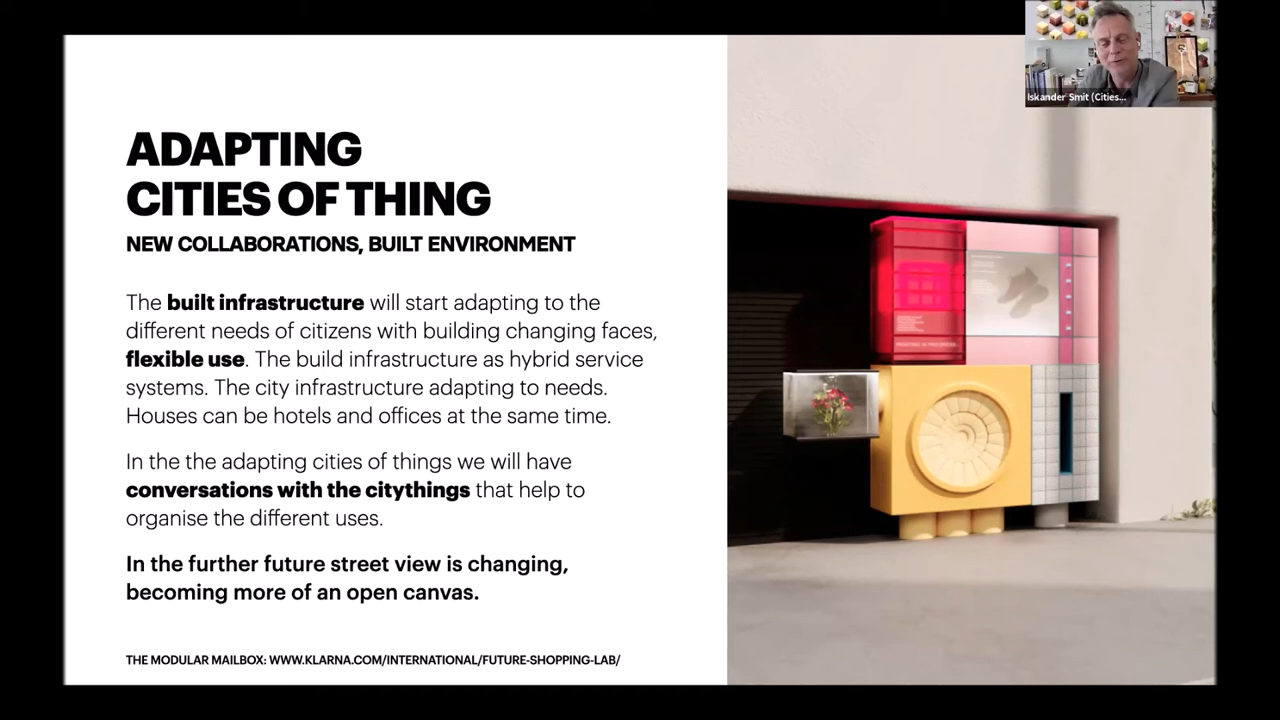 ADAPTING
CITIES OF THING
NEW COLLABORATIONS, BUILT ENVIRONMENT
The built infrastructure will start adapting to the
different needs of citizens with building changing faces,
flexible use. The build infrastructure as hybrid service
systems. The city infrastructure adapting to needs.
Houses can be hotels and offices at the same time.
In the the adapting cities of things we will have
conversations with the citythings that help to
organise the different uses.
In the further future street view is changing,
becoming more of an open canvas.
THE MODULAR MAILBOX: WWW.KLARNA.COM/INTERNATIONAL/FUTURE-SHOPPING-LAB/
Iskander Smit (Cities...